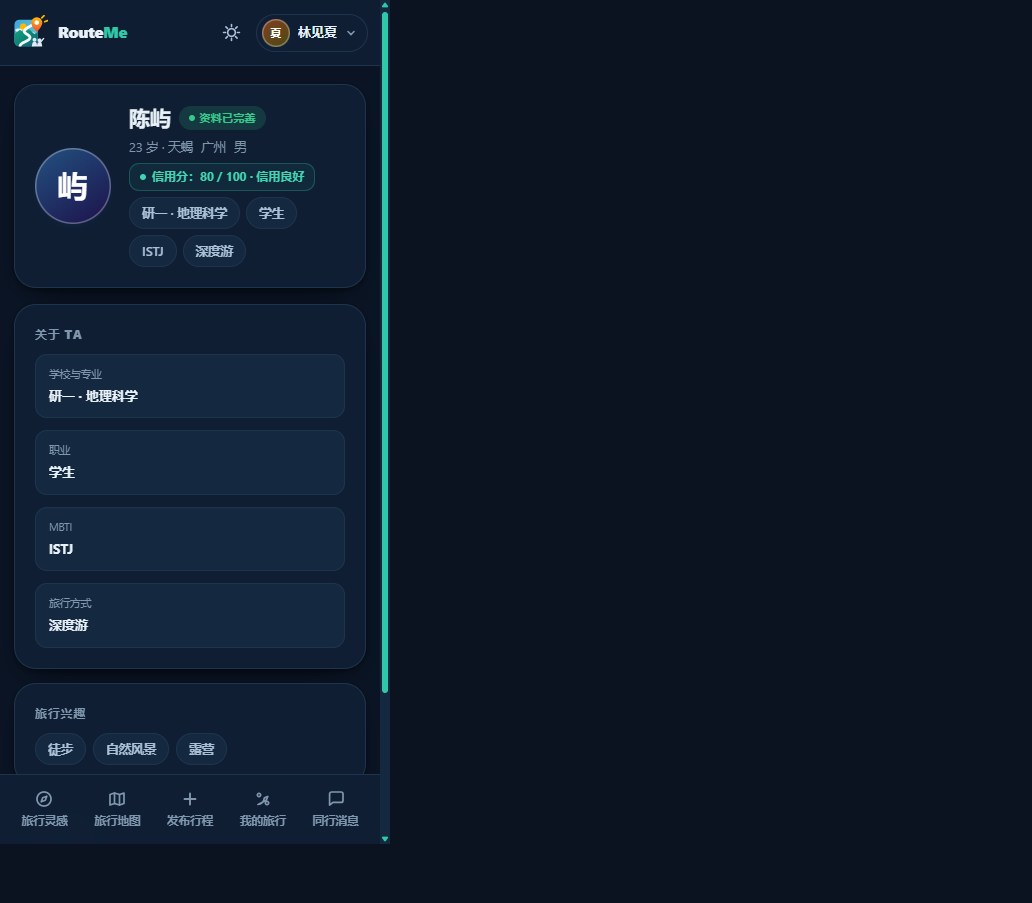 RouteMe
夏 林见夏
屿
陈屿 资料已完善
23 岁 · 天蝎 广州 男
信用分：80 / 100 · 信用良好
研一 · 地理科学 学生
ISTJ 深度游
关于 TA
学校与专业
研一 · 地理科学
职业
学生
MBTI
ISTJ
旅行方式
深度游
旅行兴趣
徒步 自然风景 露营
旅行灵感 旅行地图 发布行程 我的旅行 同行消息